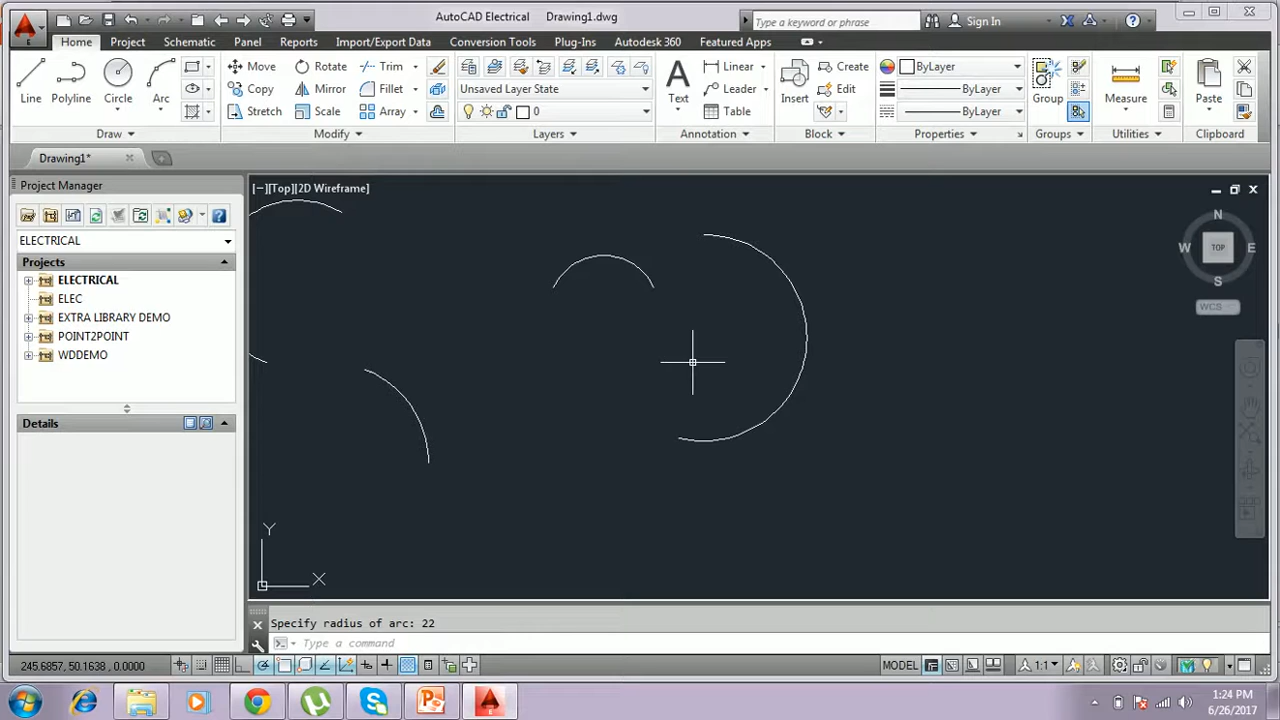 AutoCAD Electrical Drawing1.dwg
Type a keyword or phrase
Sign In
Home Project Schematic Panel Reports Import/Export Data Conversion Tools Plug-Ins Autodesk 360 Featured Apps
Line
Polyline
Circle
Arc
Draw
Move
Rotate
Trim
Copy
Mirror
Fillet
Stretch
Scale
Array
Modify
Unsaved Layer State
0
Layers
Text
Linear
Leader
Table
Annotation
Insert
Create
Edit
Block
ByLayer
ByLayer
ByLayer
Properties
Group
Groups
Measure
Utilities
Paste
Clipboard
Drawing1*
Project Manager
ELECTRICAL
Projects
ELECTRICAL
ELEC
EXTRA LIBRARY DEMO
POINT2POINT
WDDEMO
Details
[−][Top][2D Wireframe]
N
W
TOP
E
S
WCS
Y
X
Specify radius of arc: 22
Type a command
245.6857, 50.1638, 0.0000
MODEL
1:1
1:24 PM
6/26/2017